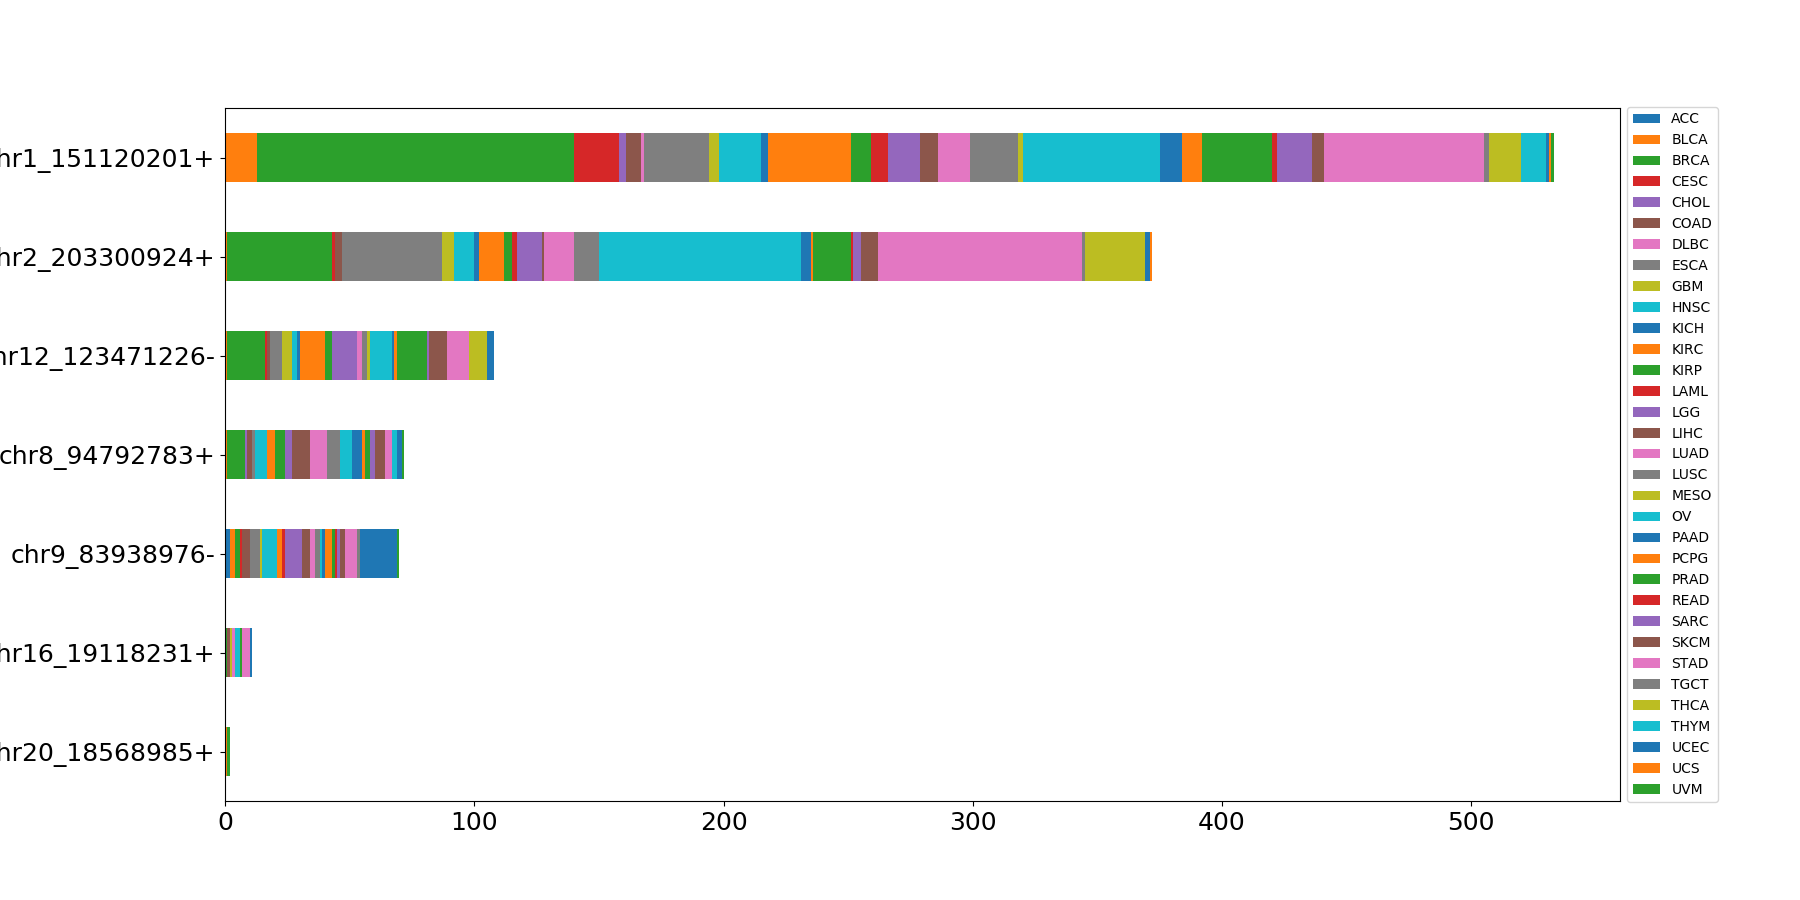 hr1_151120201+
hr2_203300924+
hr12_123471226-
chr8_94792783+
chr9_83938976-
hr16_19118231+
hr20_18568985+
0 100 200 300 400 500
ACC
BLCA
BRCA
CESC
CHOL
COAD
DLBC
ESCA
GBM
HNSC
KICH
KIRC
KIRP
LAML
LGG
LIHC
LUAD
LUSC
MESO
OV
PAAD
PCPG
PRAD
READ
SARC
SKCM
STAD
TGCT
THCA
THYM
UCEC
UCS
UVM